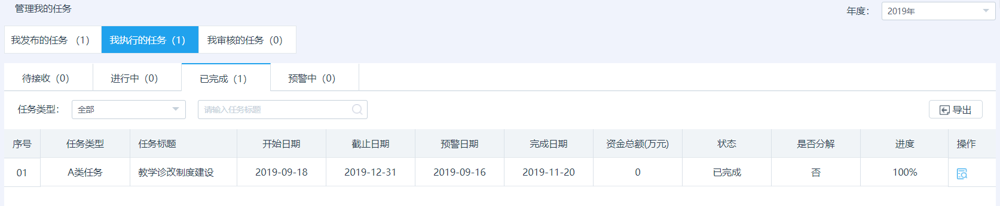 管理我的任务
年度： 2019年
我发布的任务 （1） 我执行的任务（1） 我审核的任务（0）
待接收（0） 进行中（0） 已完成（1） 预警中（0）
任务类型： 全部 请输入任务标题 导出
序号 任务类型 任务标题 开始日期 截止日期 预警日期 完成日期 资金总额(万元) 状态 是否分解 进度 操作
01 A类任务 教学诊改制度建设 2019-09-18 2019-12-31 2019-09-16 2019-11-20 0 已完成 否 100%